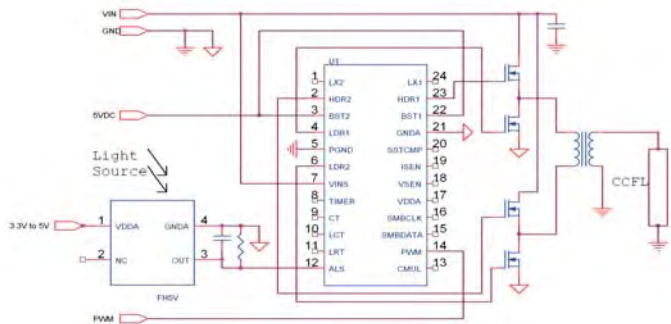 VIN
GND
5VDC
Light
Source
3.3V to 5V
PWM
U1
1 LX2
2 HDR2
3 BST2
4 LDR1
5 PGND
6 LDR2
7 VINS
8 TIMER
9 CT
10 LCT
11 LRT
12 ALS
24 LX1
23 HDR1
22 BST1
21 GNDA
20 SSTCMP
19 ISEN
18 VSEN
17 VDDA
16 SMBCLK
15 SMBDATA
14 PWM
13 CMUL
1 VDDA
2 NC
GNDA 4
OUT 3
FH5V
CCFL